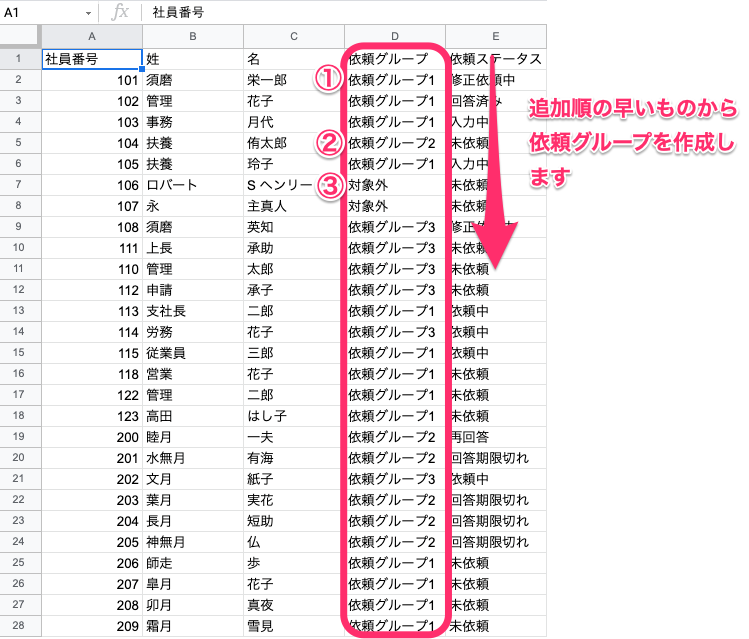 A1 fx 社員番号
A B C D E
1 社員番号 姓 名 依頼グループ 依頼ステータス
2 101 須磨 栄一郎 ① 依頼グループ1 修正依頼中
3 102 管理 花子 依頼グループ1 回答済み
4 103 事務 月代 依頼グループ1 入力中
5 104 扶養 侑太郎 ② 依頼グループ2 未依頼
6 105 扶養 玲子 依頼グループ1 入力中
7 106 ロバート S ヘンリー ③ 対象外 未依頼
8 107 永 主真人 対象外 未依頼
9 108 須磨 英知 依頼グループ3 修正依頼中
10 111 上長 承助 依頼グループ3 未依頼
11 110 管理 太郎 依頼グループ3 未依頼
12 112 申請 承子 依頼グループ3 未依頼
13 113 支社長 二郎 依頼グループ1 依頼中
14 114 労務 花子 依頼グループ3 依頼中
15 115 従業員 三郎 依頼グループ1 依頼中
16 118 営業 花子 依頼グループ1 未依頼
17 122 管理 二郎 依頼グループ1 未依頼
18 123 高田 はし子 依頼グループ1 未依頼
19 200 睦月 一夫 依頼グループ2 再回答
20 201 水無月 有海 依頼グループ2 回答期限切れ
21 202 文月 紙子 依頼グループ3 依頼中
22 203 葉月 実花 依頼グループ2 回答期限切れ
23 204 長月 短助 依頼グループ2 回答期限切れ
24 205 神無月 仏 依頼グループ2 回答期限切れ
25 206 師走 歩 依頼グループ1 未依頼
26 207 皐月 花子 依頼グループ1 未依頼
27 208 卯月 真夜 依頼グループ1 未依頼
28 209 霜月 雪見 依頼グループ1 未依頼
追加順の早いものから
依頼グループを作成し
ます